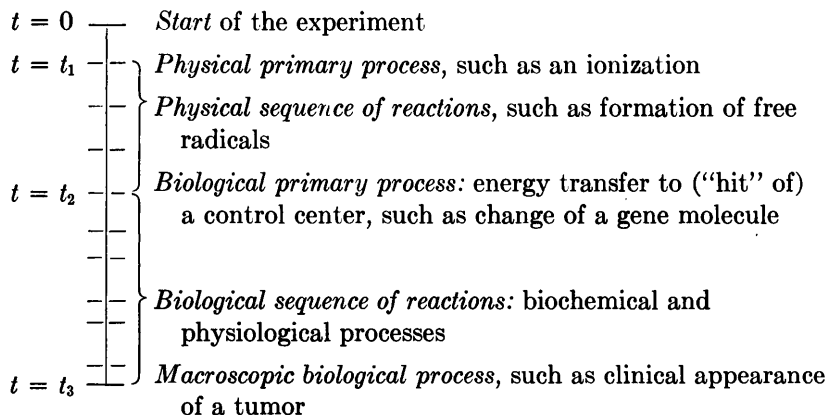 t = 0 Start of the experiment
t = t₁ Physical primary process, such as an ionization
Physical sequence of reactions, such as formation of free
radicals
t = t₂ Biological primary process: energy transfer to (“hit” of)
a control center, such as change of a gene molecule
Biological sequence of reactions: biochemical and
physiological processes
t = t₃ Macroscopic biological process, such as clinical appearance
of a tumor